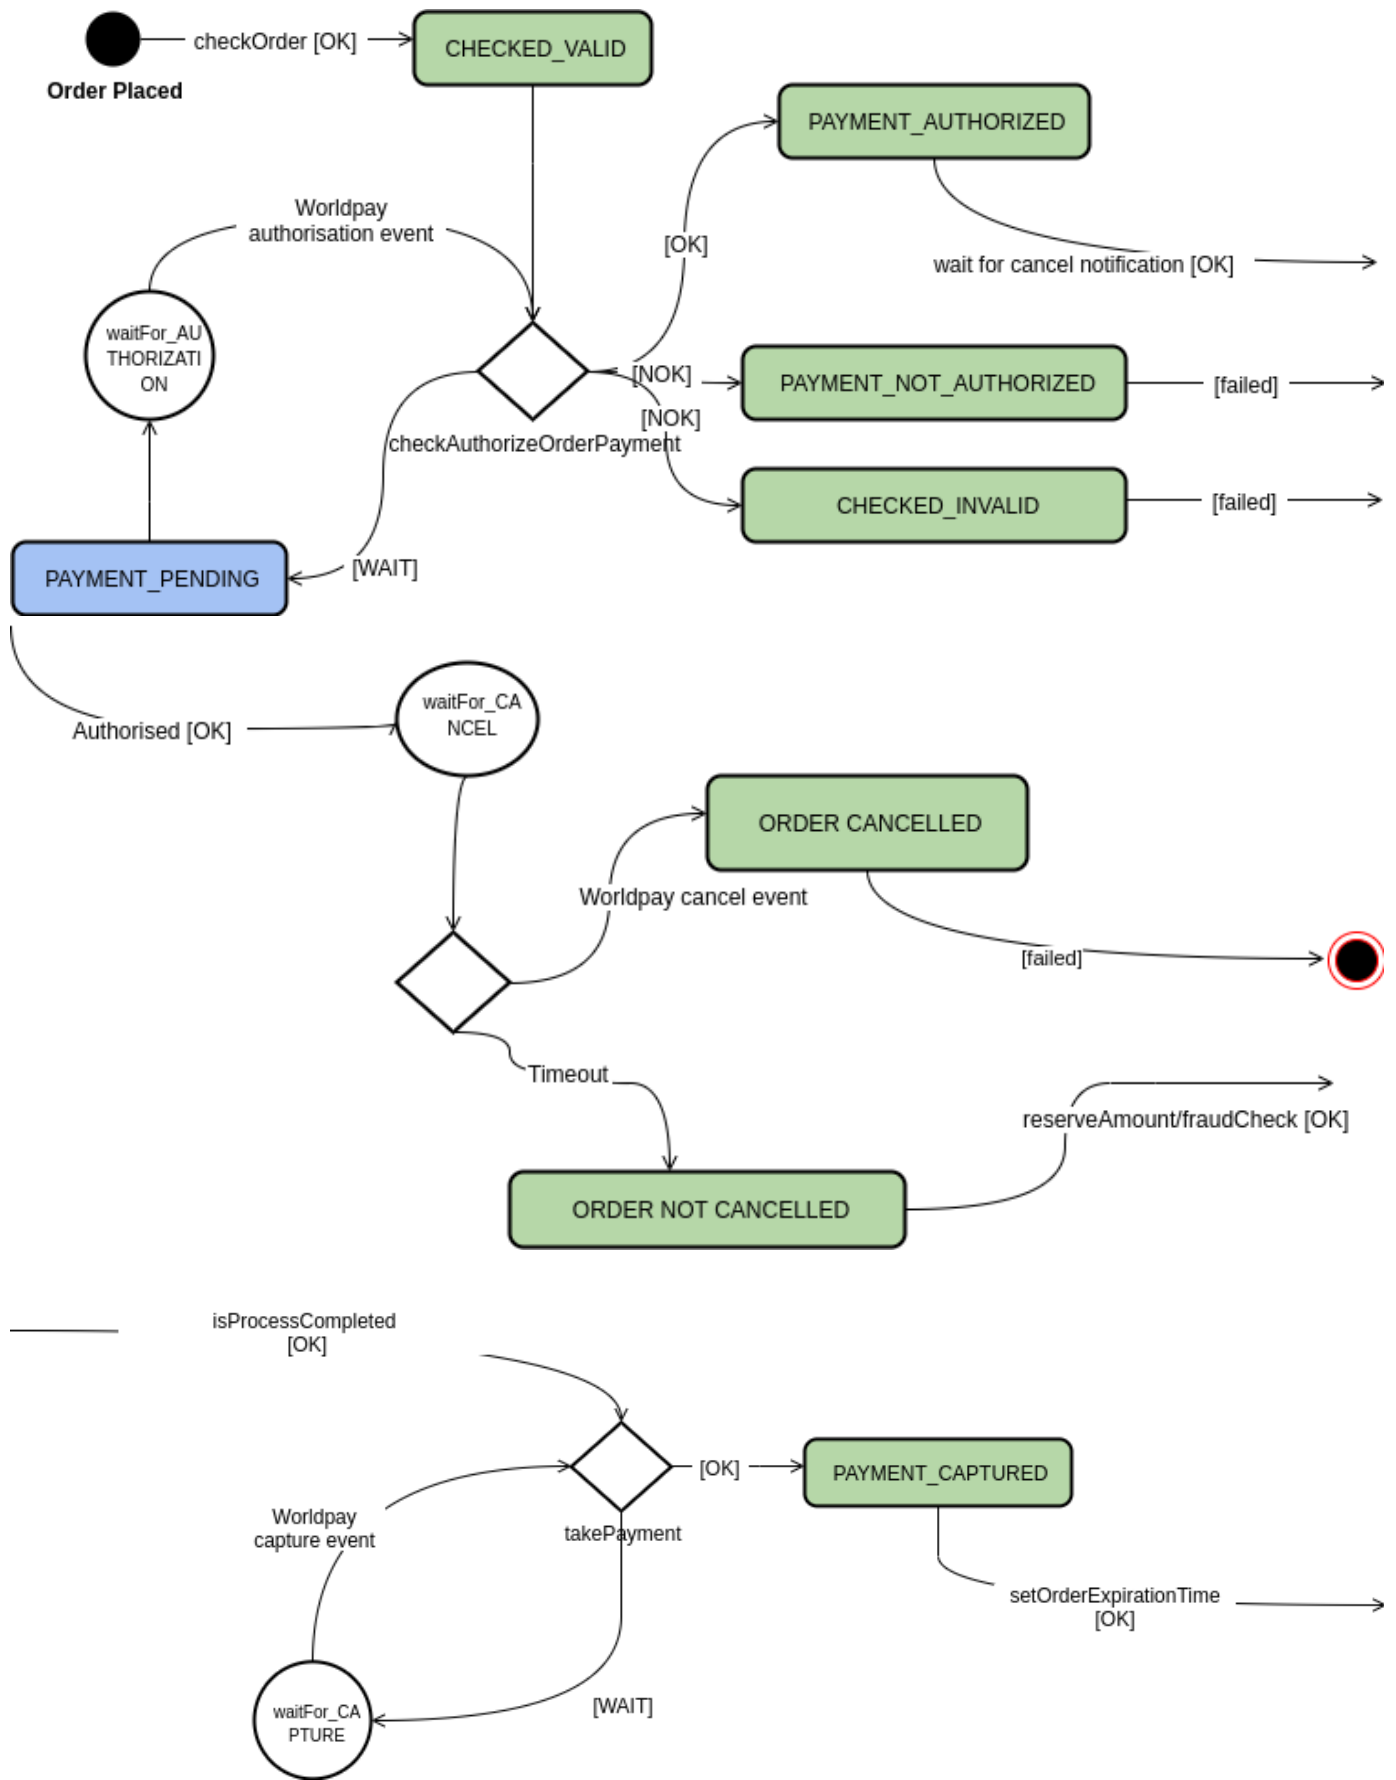 checkOrder [OK]
CHECKED_VALID
Order Placed
PAYMENT_AUTHORIZED
Worldpay
authorisation event
[OK]
wait for cancel notification [OK]
waitFor_AU
THORIZATI
ON
[NOK]
PAYMENT_NOT_AUTHORIZED
[failed]
[NOK]
checkAuthorizeOrderPayment
CHECKED_INVALID
[failed]
[WAIT]
PAYMENT_PENDING
waitFor_CA
NCEL
Authorised [OK]
ORDER CANCELLED
Worldpay cancel event
[failed]
Timeout
reserveAmount/fraudCheck [OK]
ORDER NOT CANCELLED
isProcessCompleted
[OK]
[OK]
PAYMENT_CAPTURED
Worldpay
capture event
takePayment
setOrderExpirationTime
[OK]
[WAIT]
waitFor_CA
PTURE